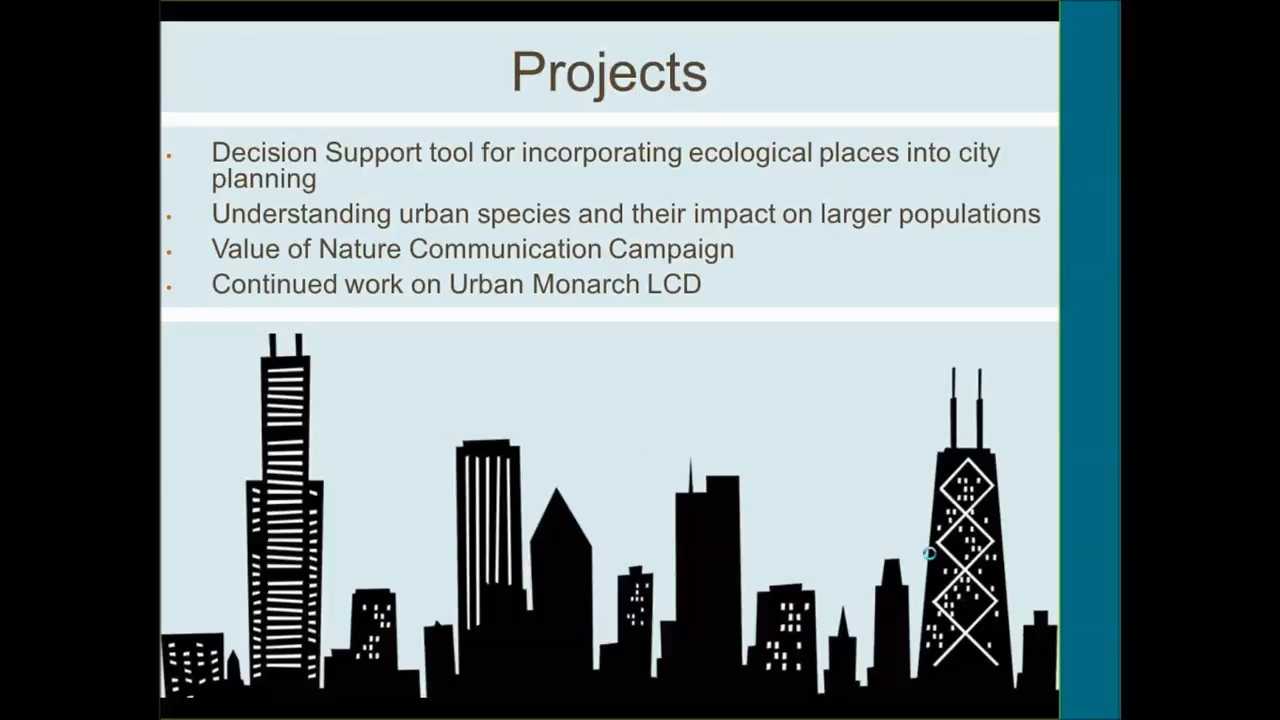 Projects
Decision Support tool for incorporating ecological places into city
planning
Understanding urban species and their impact on larger populations
Value of Nature Communication Campaign
Continued work on Urban Monarch LCD